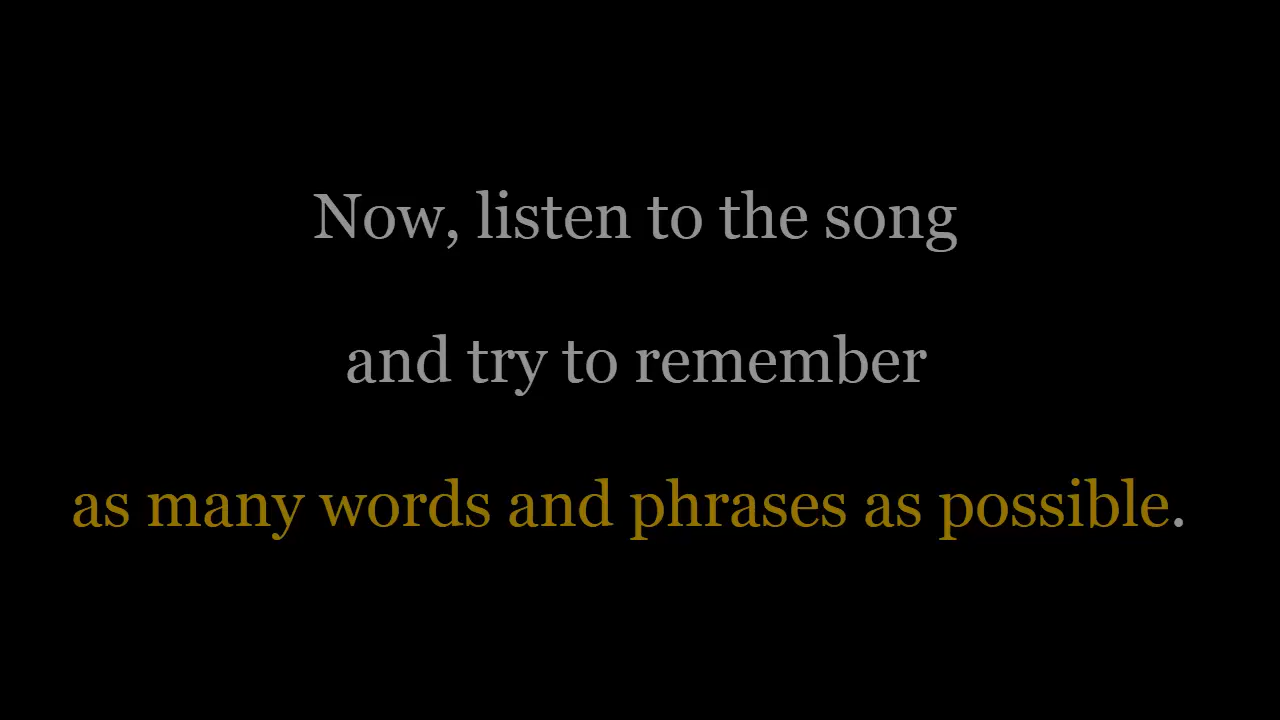 Now, listen to the song
and try to remember
as many words and phrases as possible.